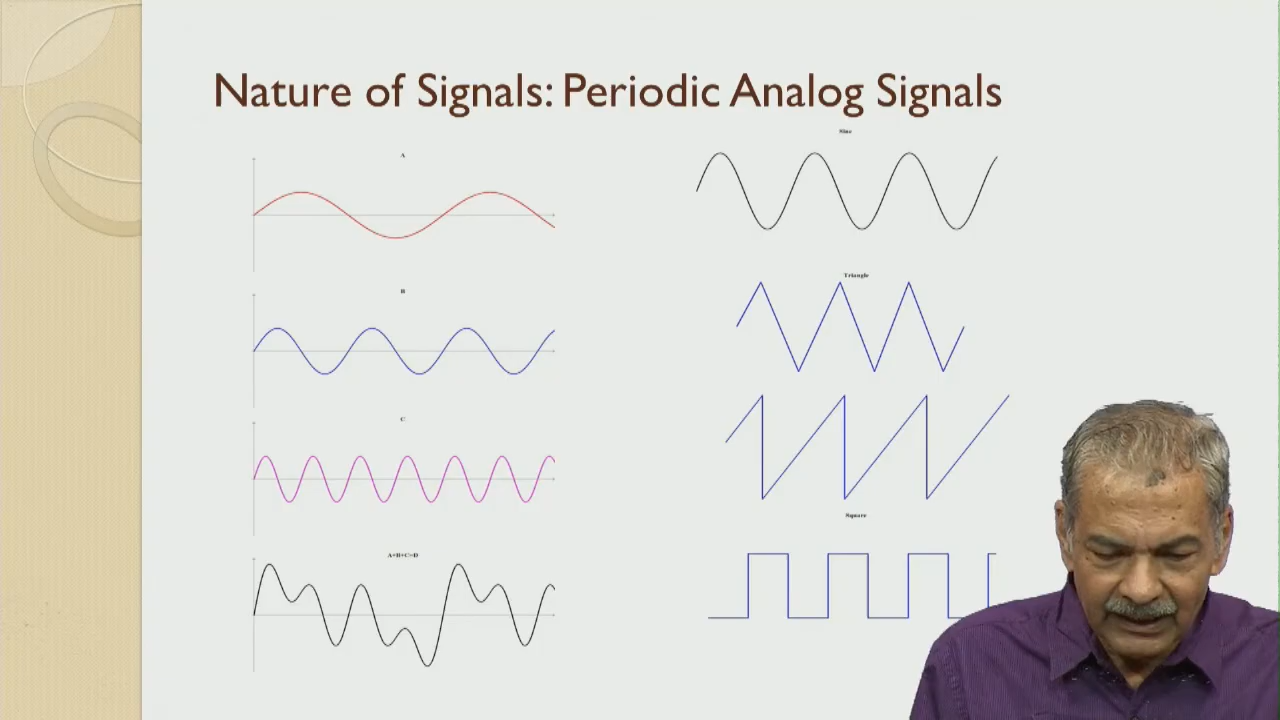 Nature of Signals: Periodic Analog Signals
A
B
C
A+B+C=D
Sine
Triangle
Square